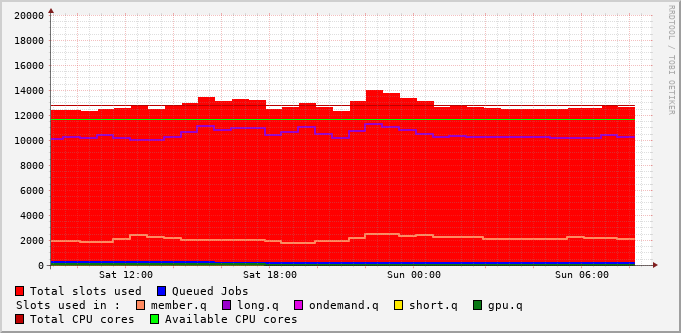 RRDTOOL / TOBI OETIKER
20000
18000
16000
14000
12000
10000
8000
6000
4000
2000
0
Sat 12:00 Sat 18:00 Sun 00:00 Sun 06:00
Total slots used Queued Jobs
Slots used in : member.q long.q ondemand.q short.q gpu.q
Total CPU cores Available CPU cores